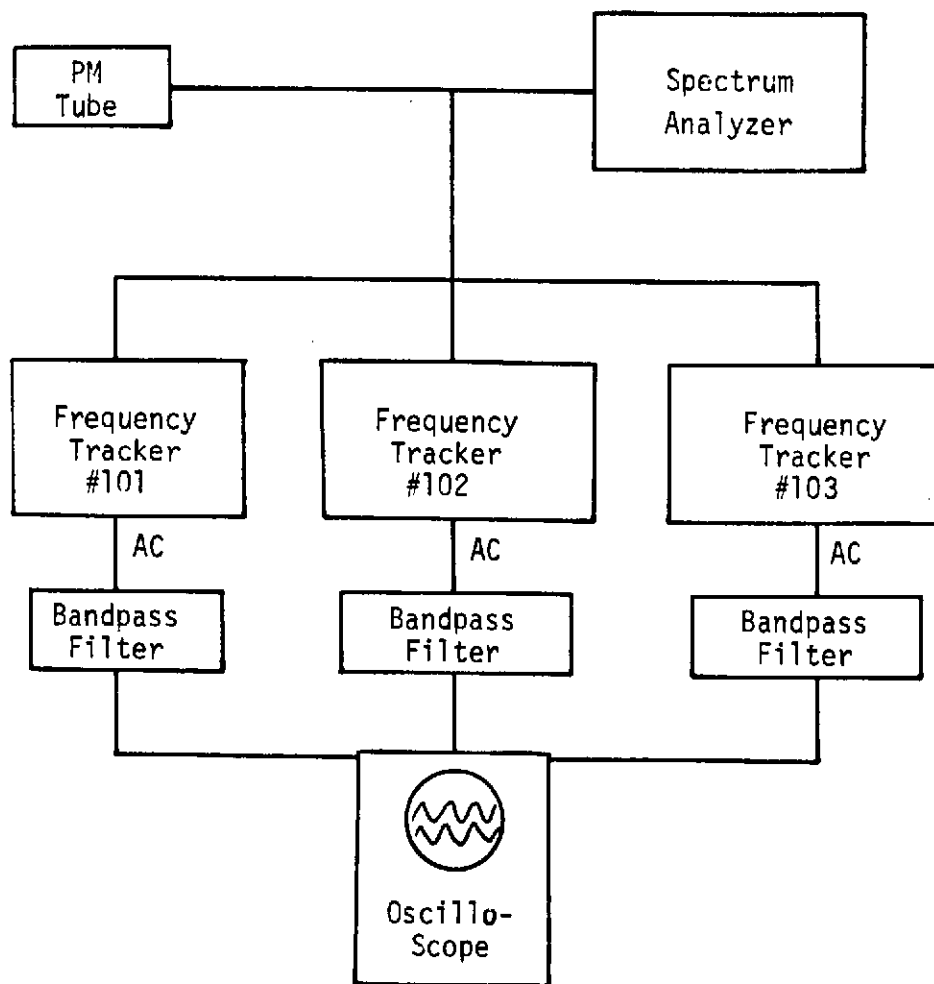 PM
Tube
Spectrum
Analyzer
Frequency
Tracker
#101
Frequency
Tracker
#102
Frequency
Tracker
#103
AC
AC
AC
Bandpass
Filter
Bandpass
Filter
Bandpass
Filter
Oscillo-
Scope